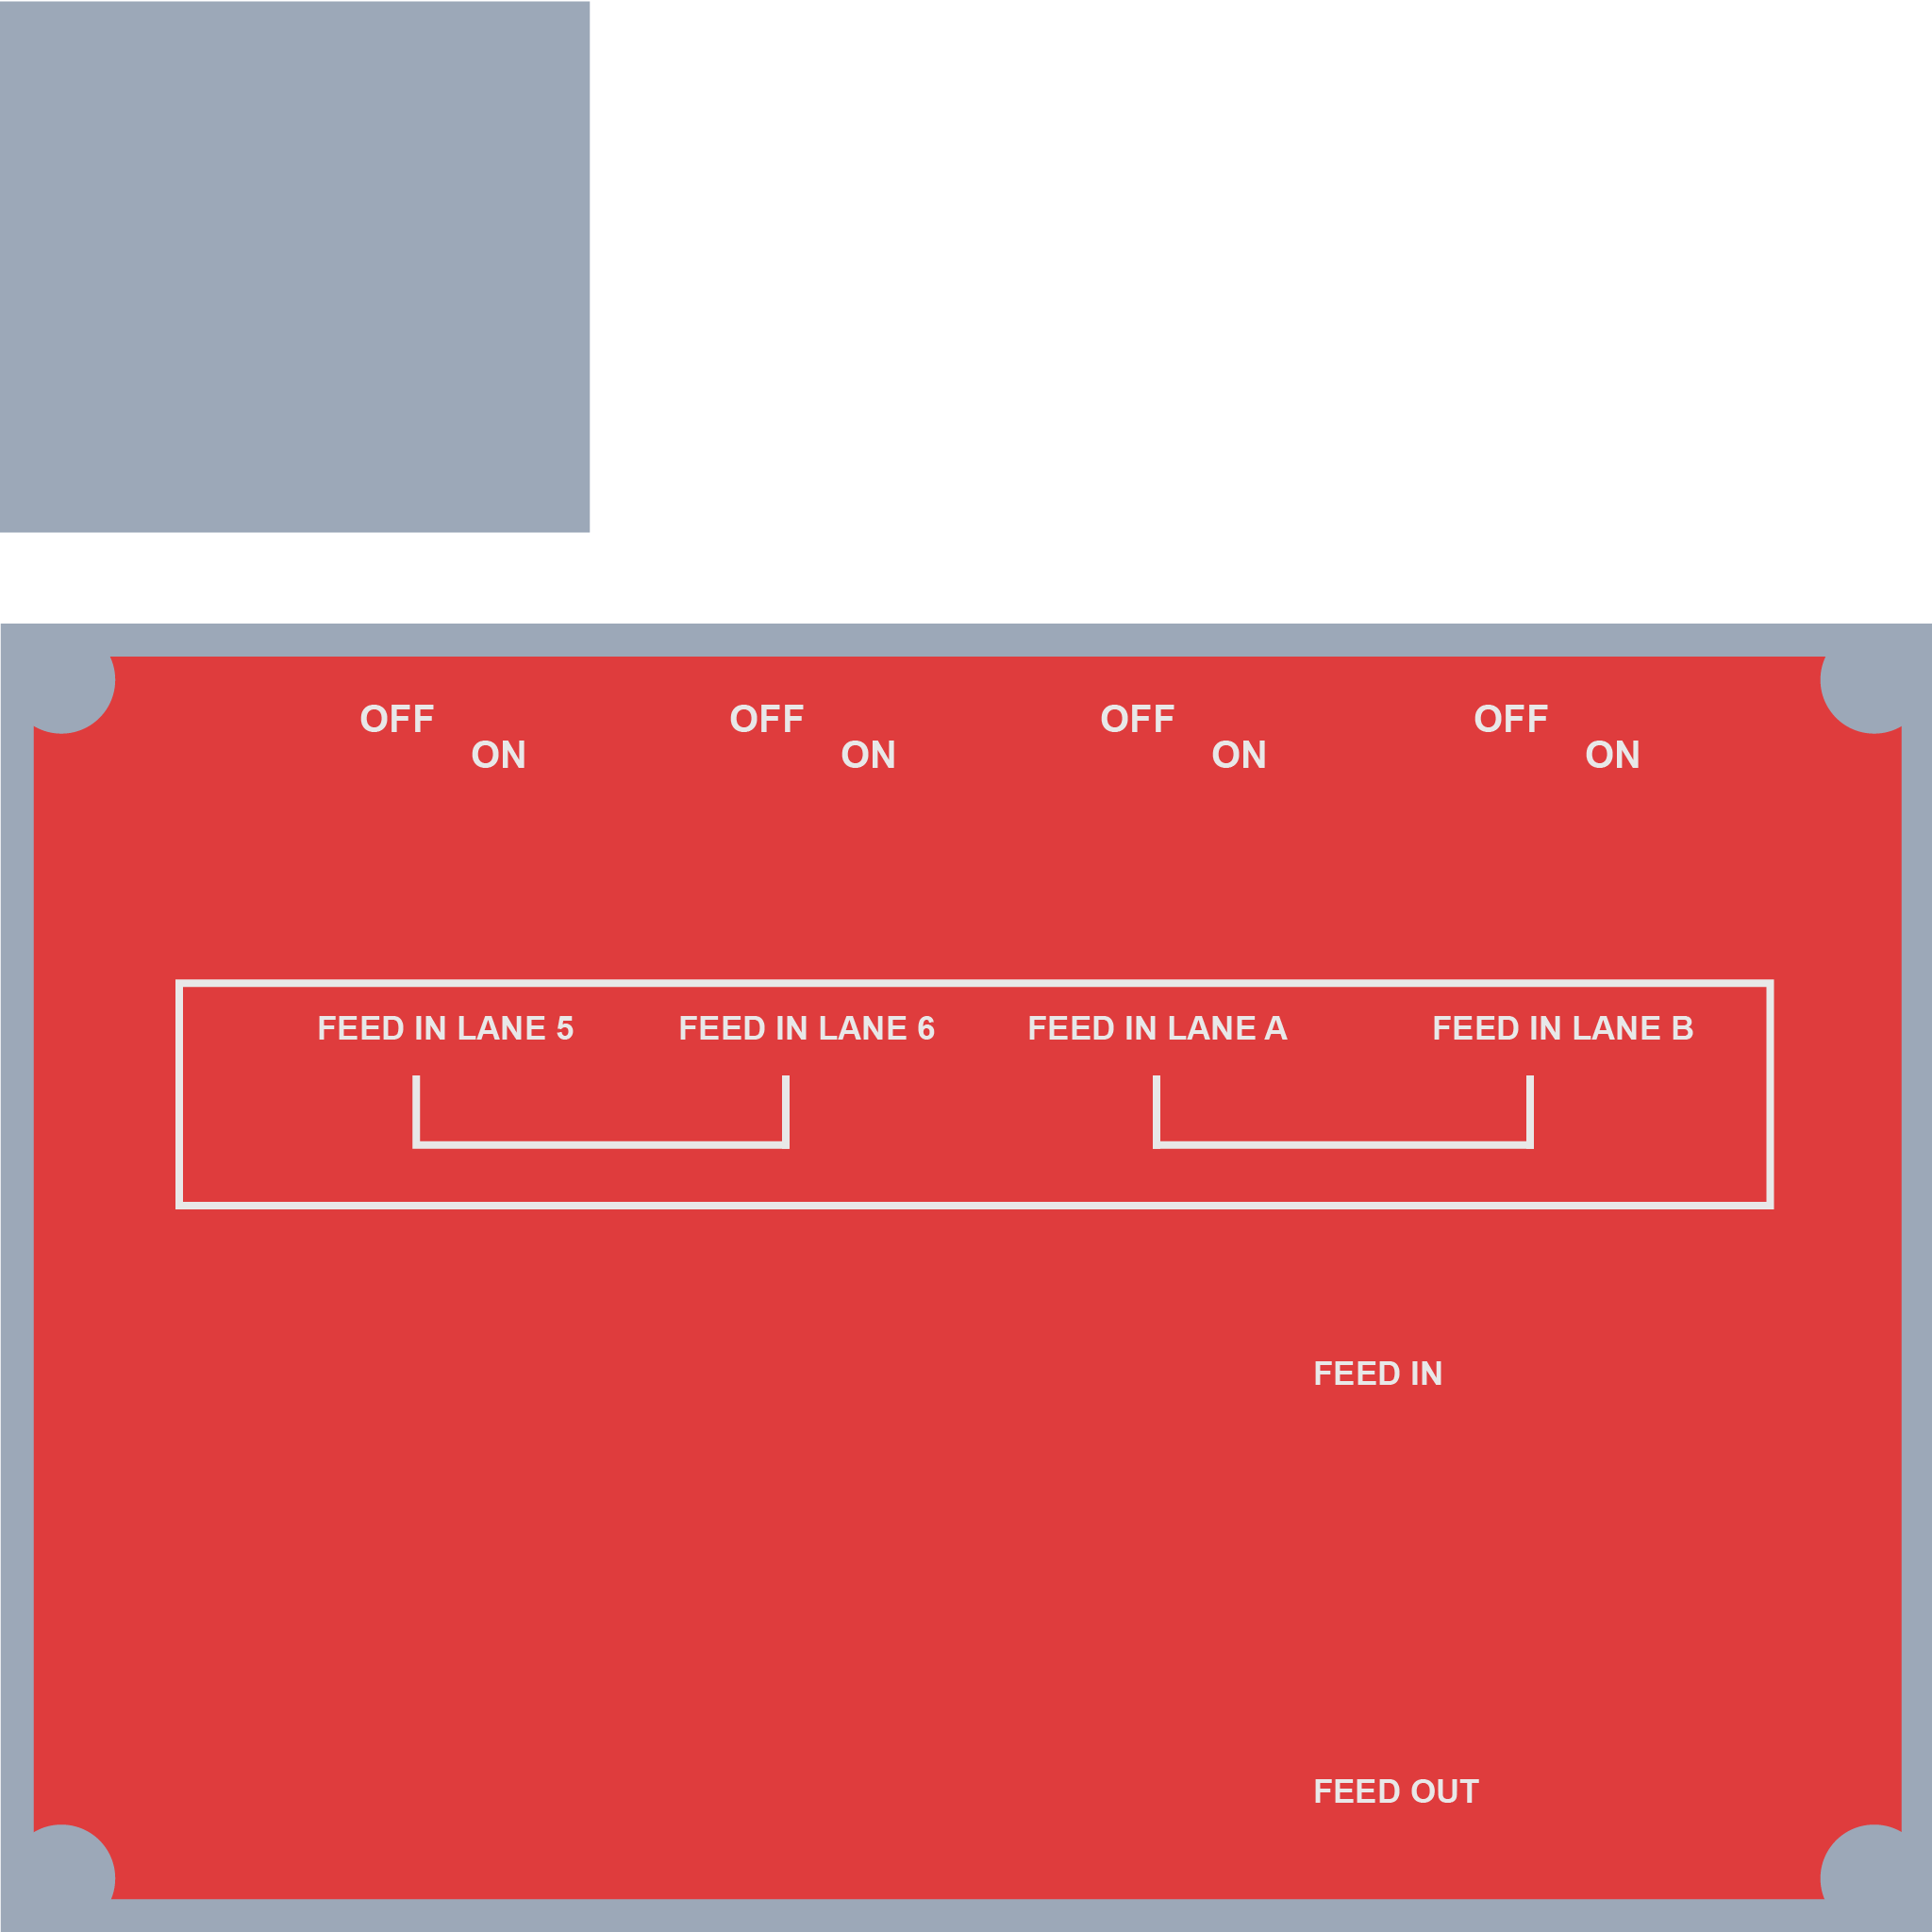 OFF OFF OFF OFF
ON ON ON ON
FEED IN LANE 5 FEED IN LANE 6 FEED IN LANE A FEED IN LANE B
FEED IN
FEED OUT